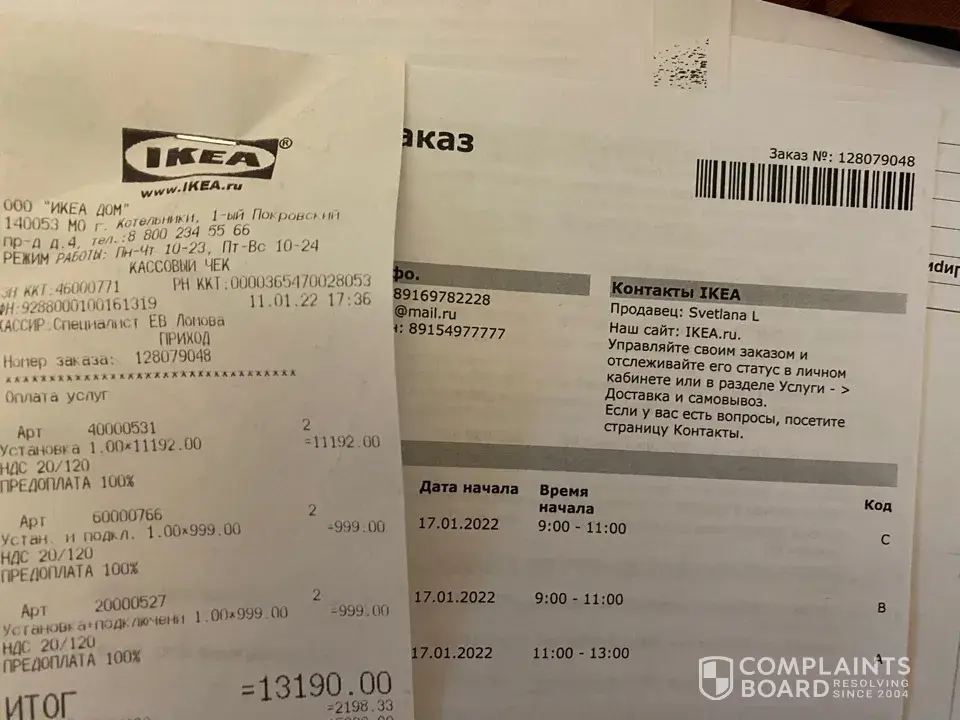 IKEA®
www.IKEA.ru
ООО "ИКЕА ДОМ"
140053 МО г. Котельники, 1-ый Покровский
пр-д д.4, тел.:8 800 234 55 66
РЕЖИМ РАБОТЫ: Пн-Чт 10-23, Пт-Вс 10-24
КАССОВЫЙ ЧЕК
ЗН ККТ:46000771 РН ККТ:0000365470028053
ФН:9288000100161319 11.01.22 17:36
КАССИР:Специалист ЕВ Лопова
ПРИХОД
Номер заказа: 128079048
Оплата услуг
Арт 40000531 2
Установка 1.00*11192.00 =11192.00
НДС 20/120
ПРЕДОПЛАТА 100%
Арт 60000766 2
Устан. и подкл. 1.00*999.00 =999.00
НДС 20/120
ПРЕДОПЛАТА 100%
Арт 20000527 2
Установка+подключени 1.00*999.00 =999.00
НДС 20/120
ПРЕДОПЛАТА 100%
ИТОГ =13190.00
=2198.33
аказ
Заказ №: 128079048
фо.
89169782228
@mail.ru
н: 89154977777
Контакты IKEA
Продавец: Svetlana L
Наш сайт: IKEA.ru.
Управляйте своим заказом и
отслеживайте его статус в личном
кабинете или в разделе Услуги - >
Доставка и самовывоз.
Если у вас есть вопросы, посетите
страницу Контакты.
Дата начала Время начала Код
17.01.2022 9:00 - 11:00 C
17.01.2022 9:00 - 11:00 B
17.01.2022 11:00 - 13:00 A
COMPLAINTS
BOARD RESOLVING
SINCE 2004